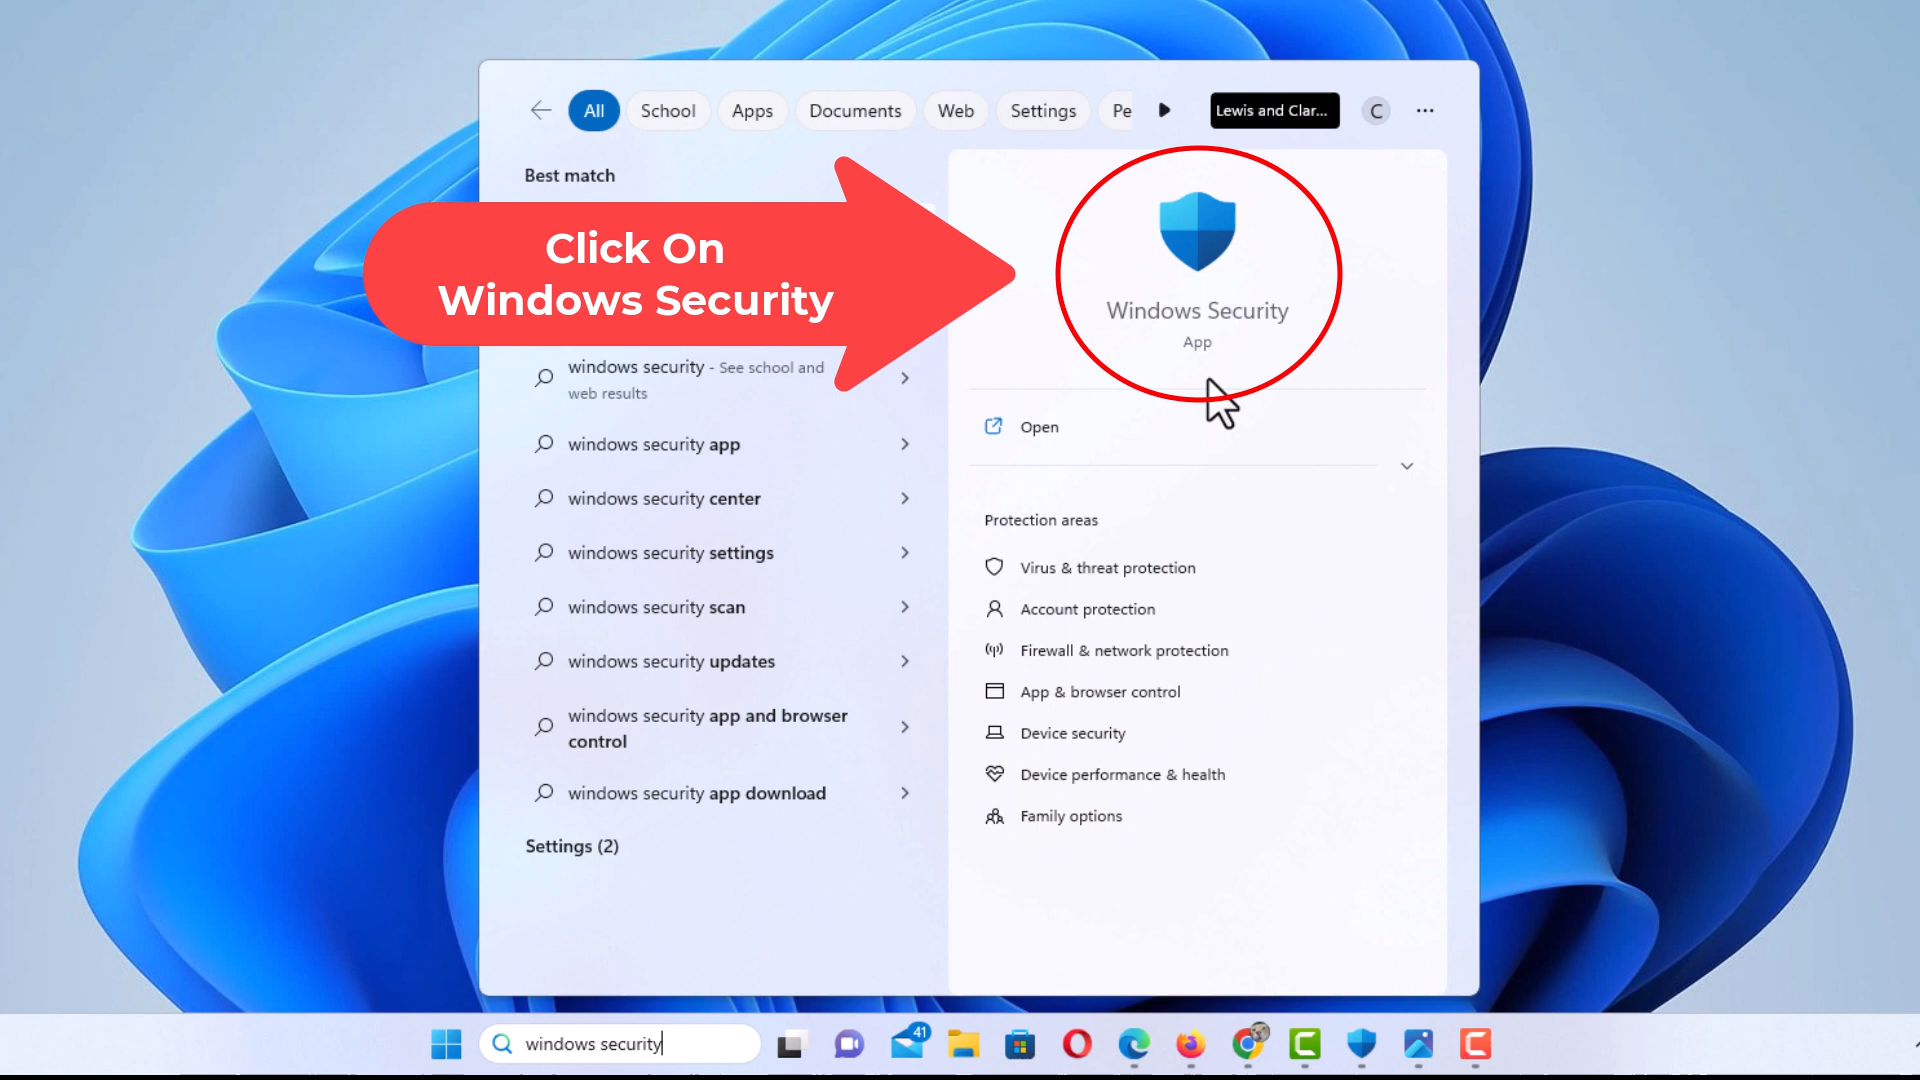 All
School
Apps
Documents
Web
Settings
Pe
Lewis and Clar...
C
Best match
Click On
Windows Security
windows security - See school and
web results
windows security app
windows security center
windows security settings
windows security scan
windows security updates
windows security app and browser
control
windows security app download
Settings (2)
Windows Security
App
Open
Protection areas
Virus & threat protection
Account protection
Firewall & network protection
App & browser control
Device security
Device performance & health
Family options
windows security
41